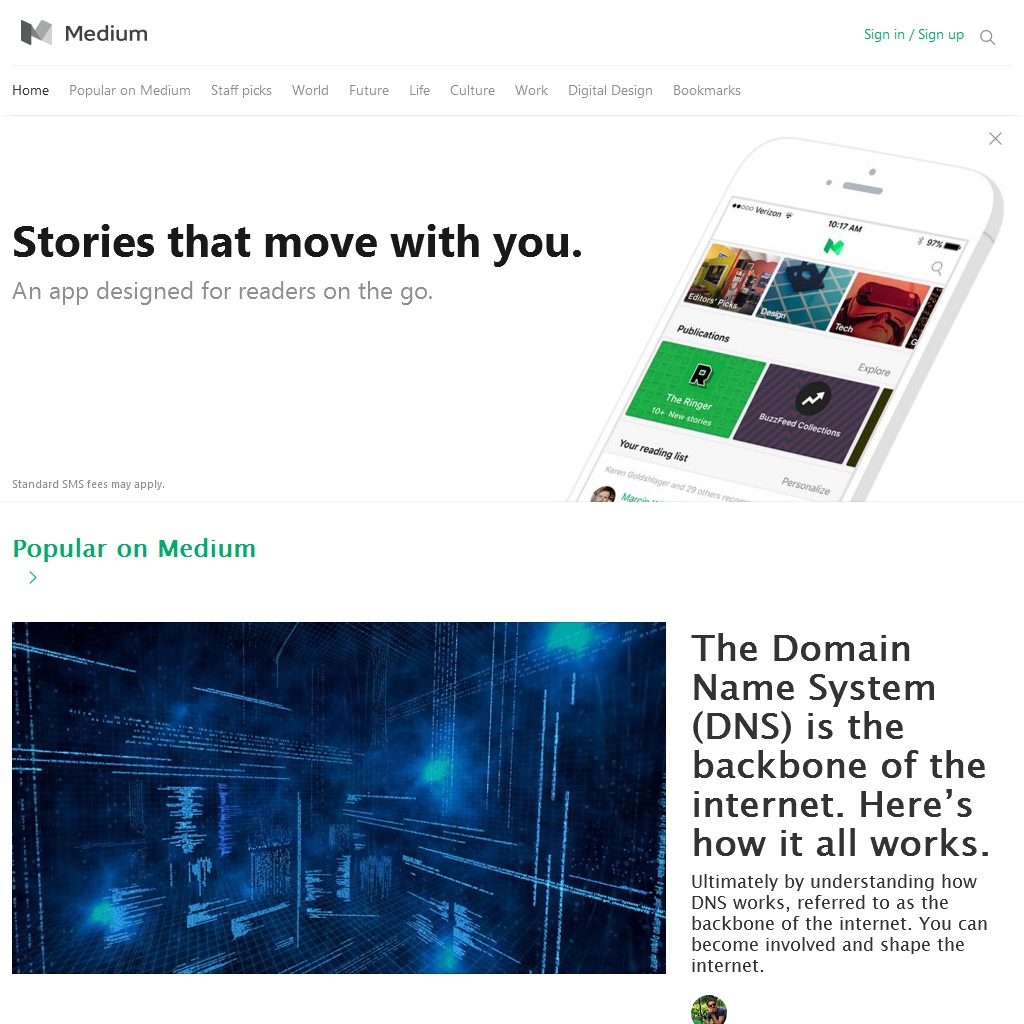 Medium
Sign in / Sign up
Home Popular on Medium Staff picks World Future Life Culture Work Digital Design Bookmarks
Stories that move with you.
An app designed for readers on the go.
Standard SMS fees may apply.
Verizon 10:17 AM 97%
Editors' Picks Design Tech
Publications
Explore
The Ringer
10+ New stories
BuzzFeed Collections
Your reading list
Personalize
Keren Goldshlager and 29 others
Popular on Medium
The Domain
Name System
(DNS) is the
backbone of the
internet. Here’s
how it all works.
Ultimately by understanding how
DNS works, referred to as the
backbone of the internet. You can
become involved and shape the
internet.